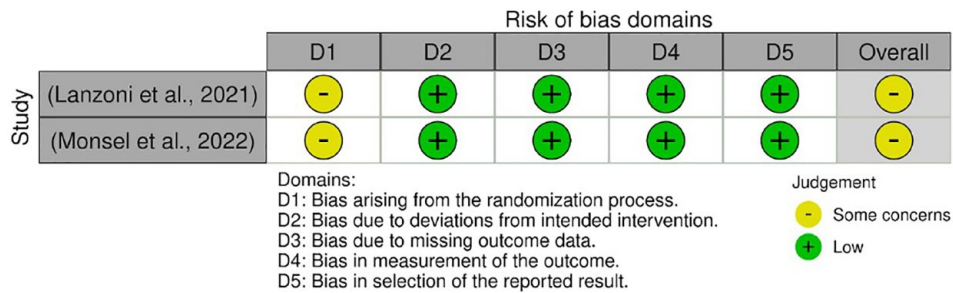 Risk of bias domains
D1 D2 D3 D4 D5 Overall
Study
(Lanzoni et al., 2021) - + + + + -
(Monsel et al., 2022) - + + + + -
Domains:
D1: Bias arising from the randomization process.
D2: Bias due to deviations from intended intervention.
D3: Bias due to missing outcome data.
D4: Bias in measurement of the outcome.
D5: Bias in selection of the reported result.
Judgement
- Some concerns
+ Low